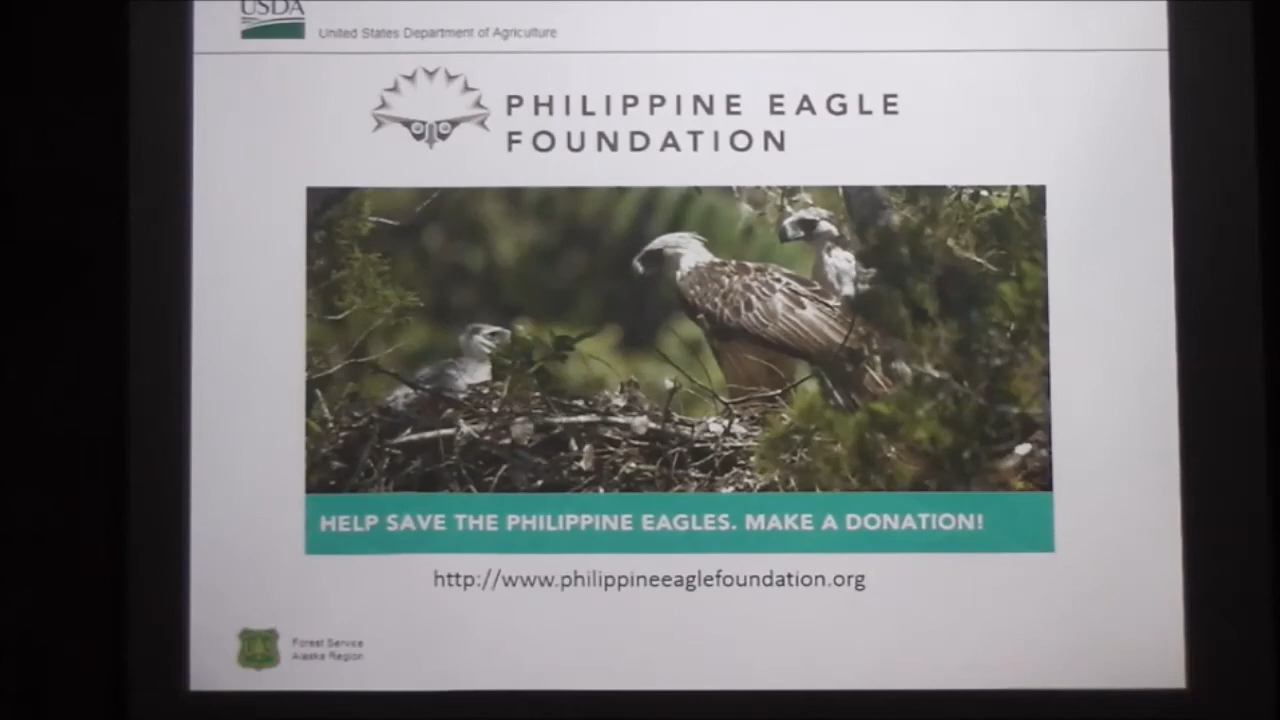 USDA
United States Department of Agriculture
PHILIPPINE EAGLE
FOUNDATION
HELP SAVE THE PHILIPPINE EAGLES. MAKE A DONATION!
http://www.philippineeaglefoundation.org
Forest Service
Alaska Region